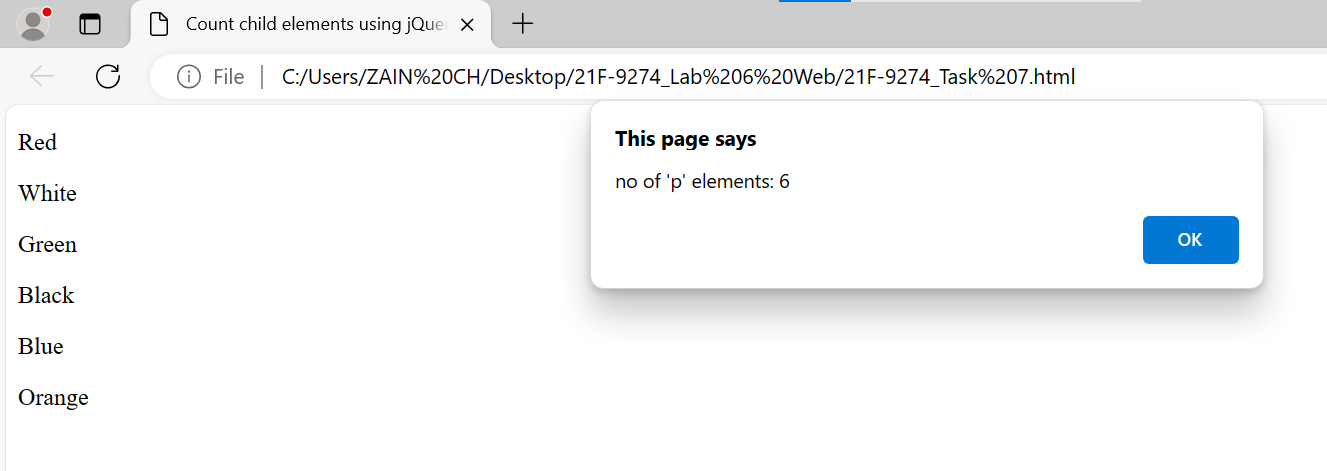 Count child elements using jQue
File | C:/Users/ZAIN%20CH/Desktop/21F-9274_Lab%206%20Web/21F-9274_Task%207.html
This page says
no of 'p' elements: 6
OK
Red
White
Green
Black
Blue
Orange